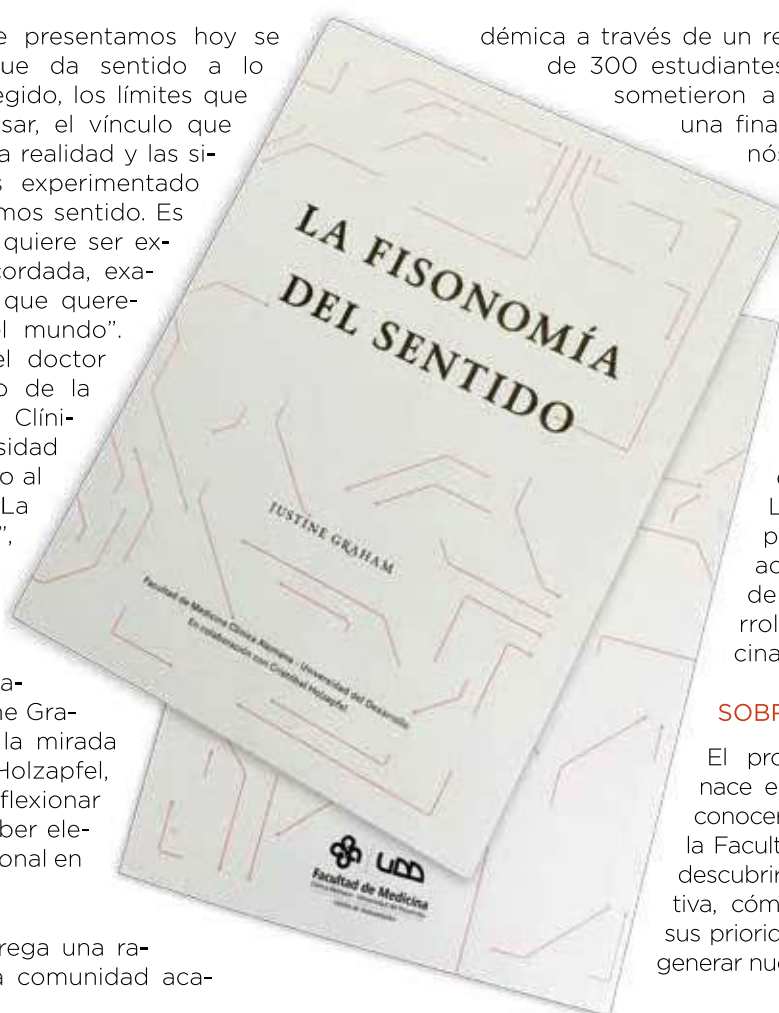 e presentamos hoy se
ue da sentido a lo
egido, los límites que
sar, el vínculo que
a realidad y las si-
s experimentado
mos sentido. Es
quiere ser ex-
cordada, exa-
que quere-
l mundo".
el doctor
o de la
Clíni-
sidad
o al
La
",
a-
ne Gra-
la mirada
Holzapfel,
flexionar
ber ele-
onal en
rega una ra-
a comunidad aca-
LA FISONOMÍA
DEL SENTIDO
JUSTINE GRAHAM
Facultad de Medicina Clínica Alemana - Universidad del Desarrollo
En colaboración con Cristóbal Holzapfel
UDD
Facultad de Medicina
démica a través de un re
de 300 estudiantes
sometieron a
una fina
nós
L
p
ac
de
rrol
cina
SOBR
El pro
nace e
conocer
la Facult
descubrir
tiva, cóm
sus priorid
generar nue